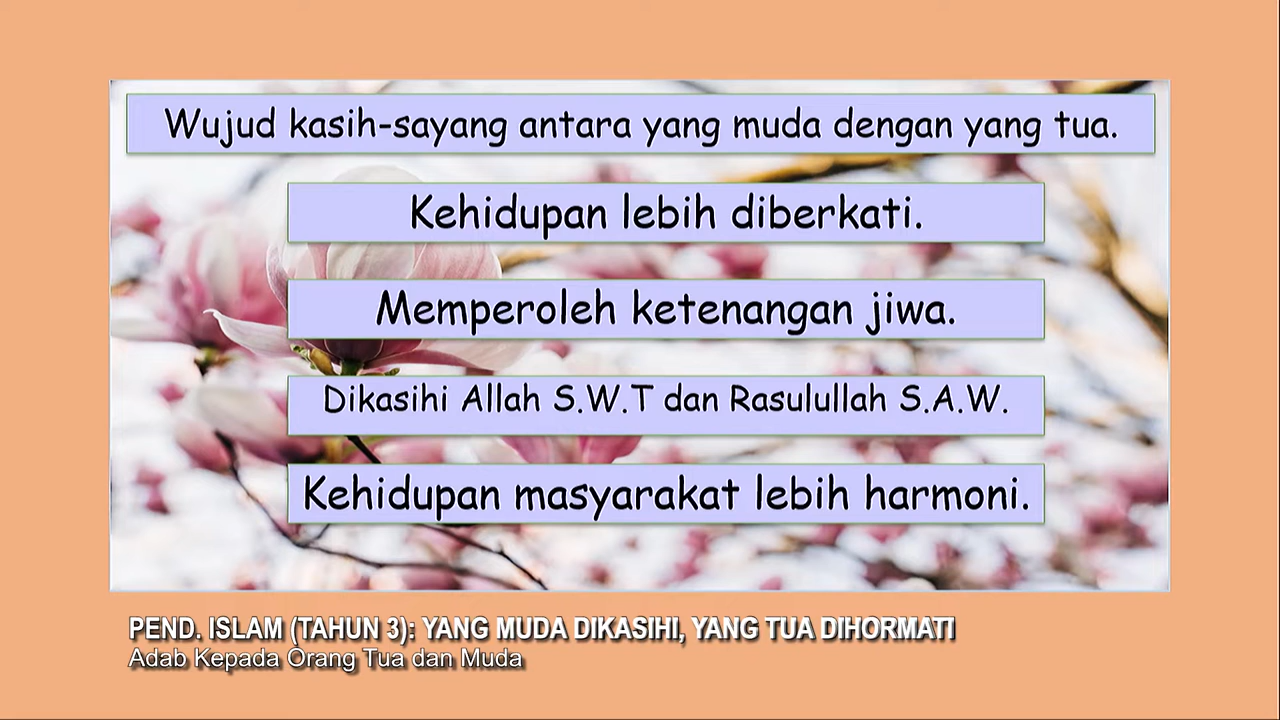 Wujud kasih-sayang antara yang muda dengan yang tua.
Kehidupan lebih diberkati.
Memperoleh ketenangan jiwa.
Dikasihi Allah S.W.T dan Rasulullah S.A.W.
Kehidupan masyarakat lebih harmoni.
PEND. ISLAM (TAHUN 3): YANG MUDA DIKASIHI, YANG TUA DIHORMATI
Adab Kepada Orang Tua dan Muda